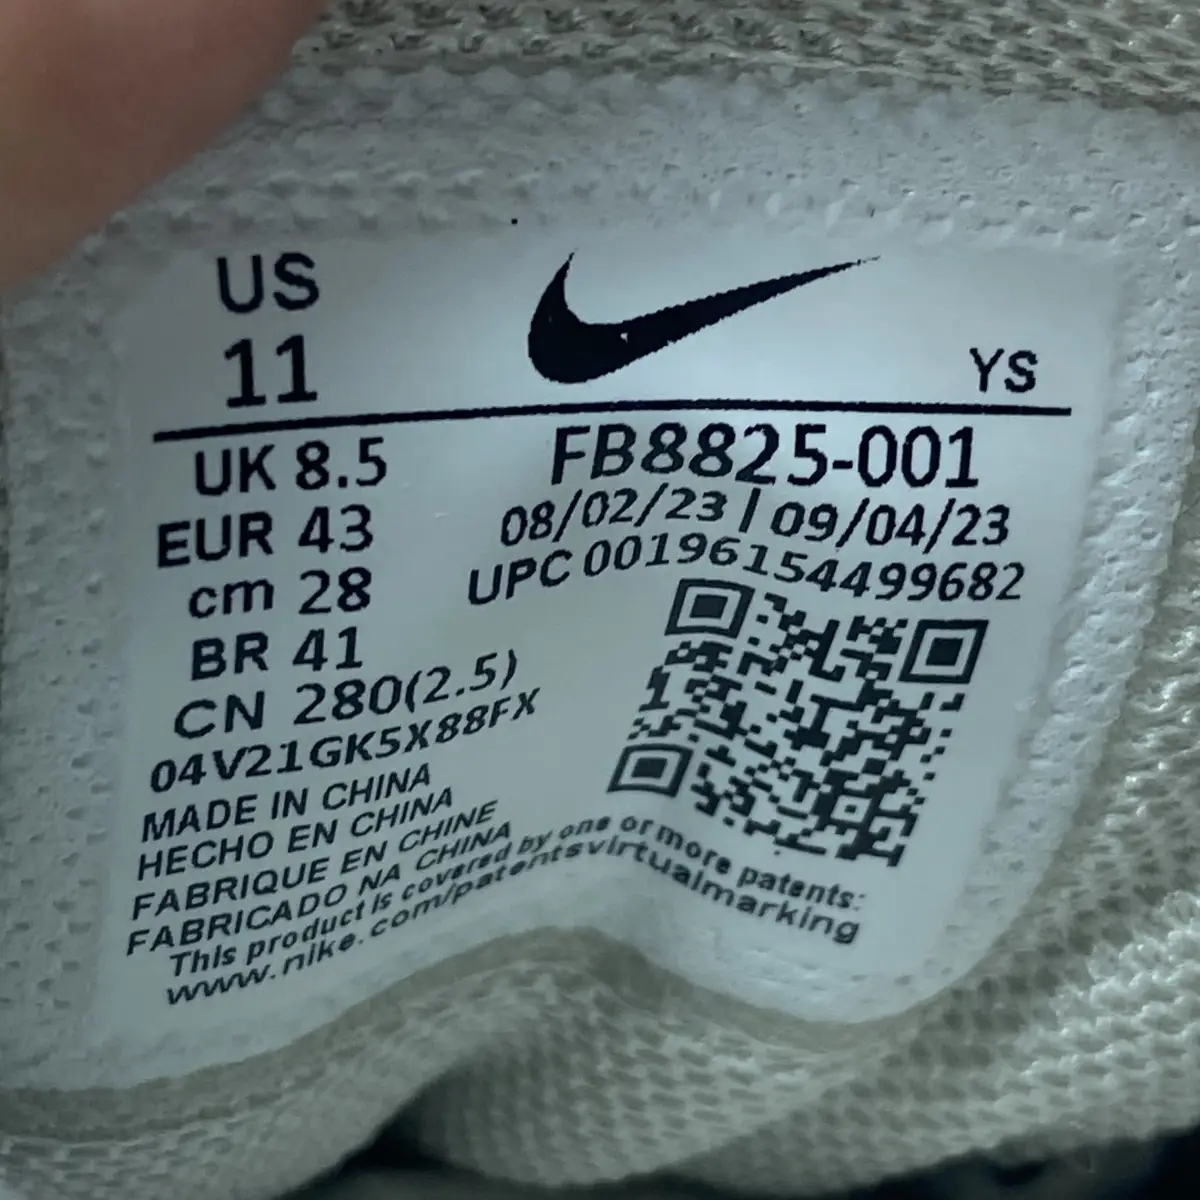 US
11
YS
UK 8.5
EUR 43
cm 28
BR 41
CN 280(2.5)
04V21GK5X88FX
FB8825-001
08/02/23 | 09/04/23
UPC 00196154499682
MADE IN CHINA
HECHO EN CHINA
FABRIQUE EN CHINE
FABRICADO NA CHINA
This product is covered by one or more patents:
www.nike.com/patentsvirtualmarking